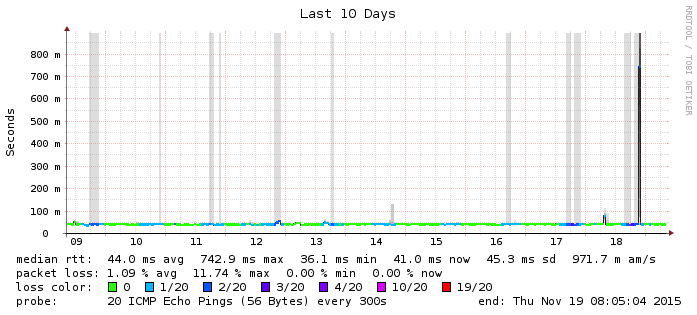 Last 10 Days
RRDTOOL / TOBI OETIKER
Seconds
800 m
700 m
600 m
500 m
400 m
300 m
200 m
100 m
0
09 10 11 12 13 14 15 16 17 18
median rtt: 44.0 ms avg 742.9 ms max 36.1 ms min 41.0 ms now 45.3 ms sd 971.7 m am/s
packet loss: 1.09 % avg 11.74 % max 0.00 % min 0.00 % now
loss color: 0 1/20 2/20 3/20 4/20 10/20 19/20
probe: 20 ICMP Echo Pings (56 Bytes) every 300s end: Thu Nov 19 08:05:04 2015